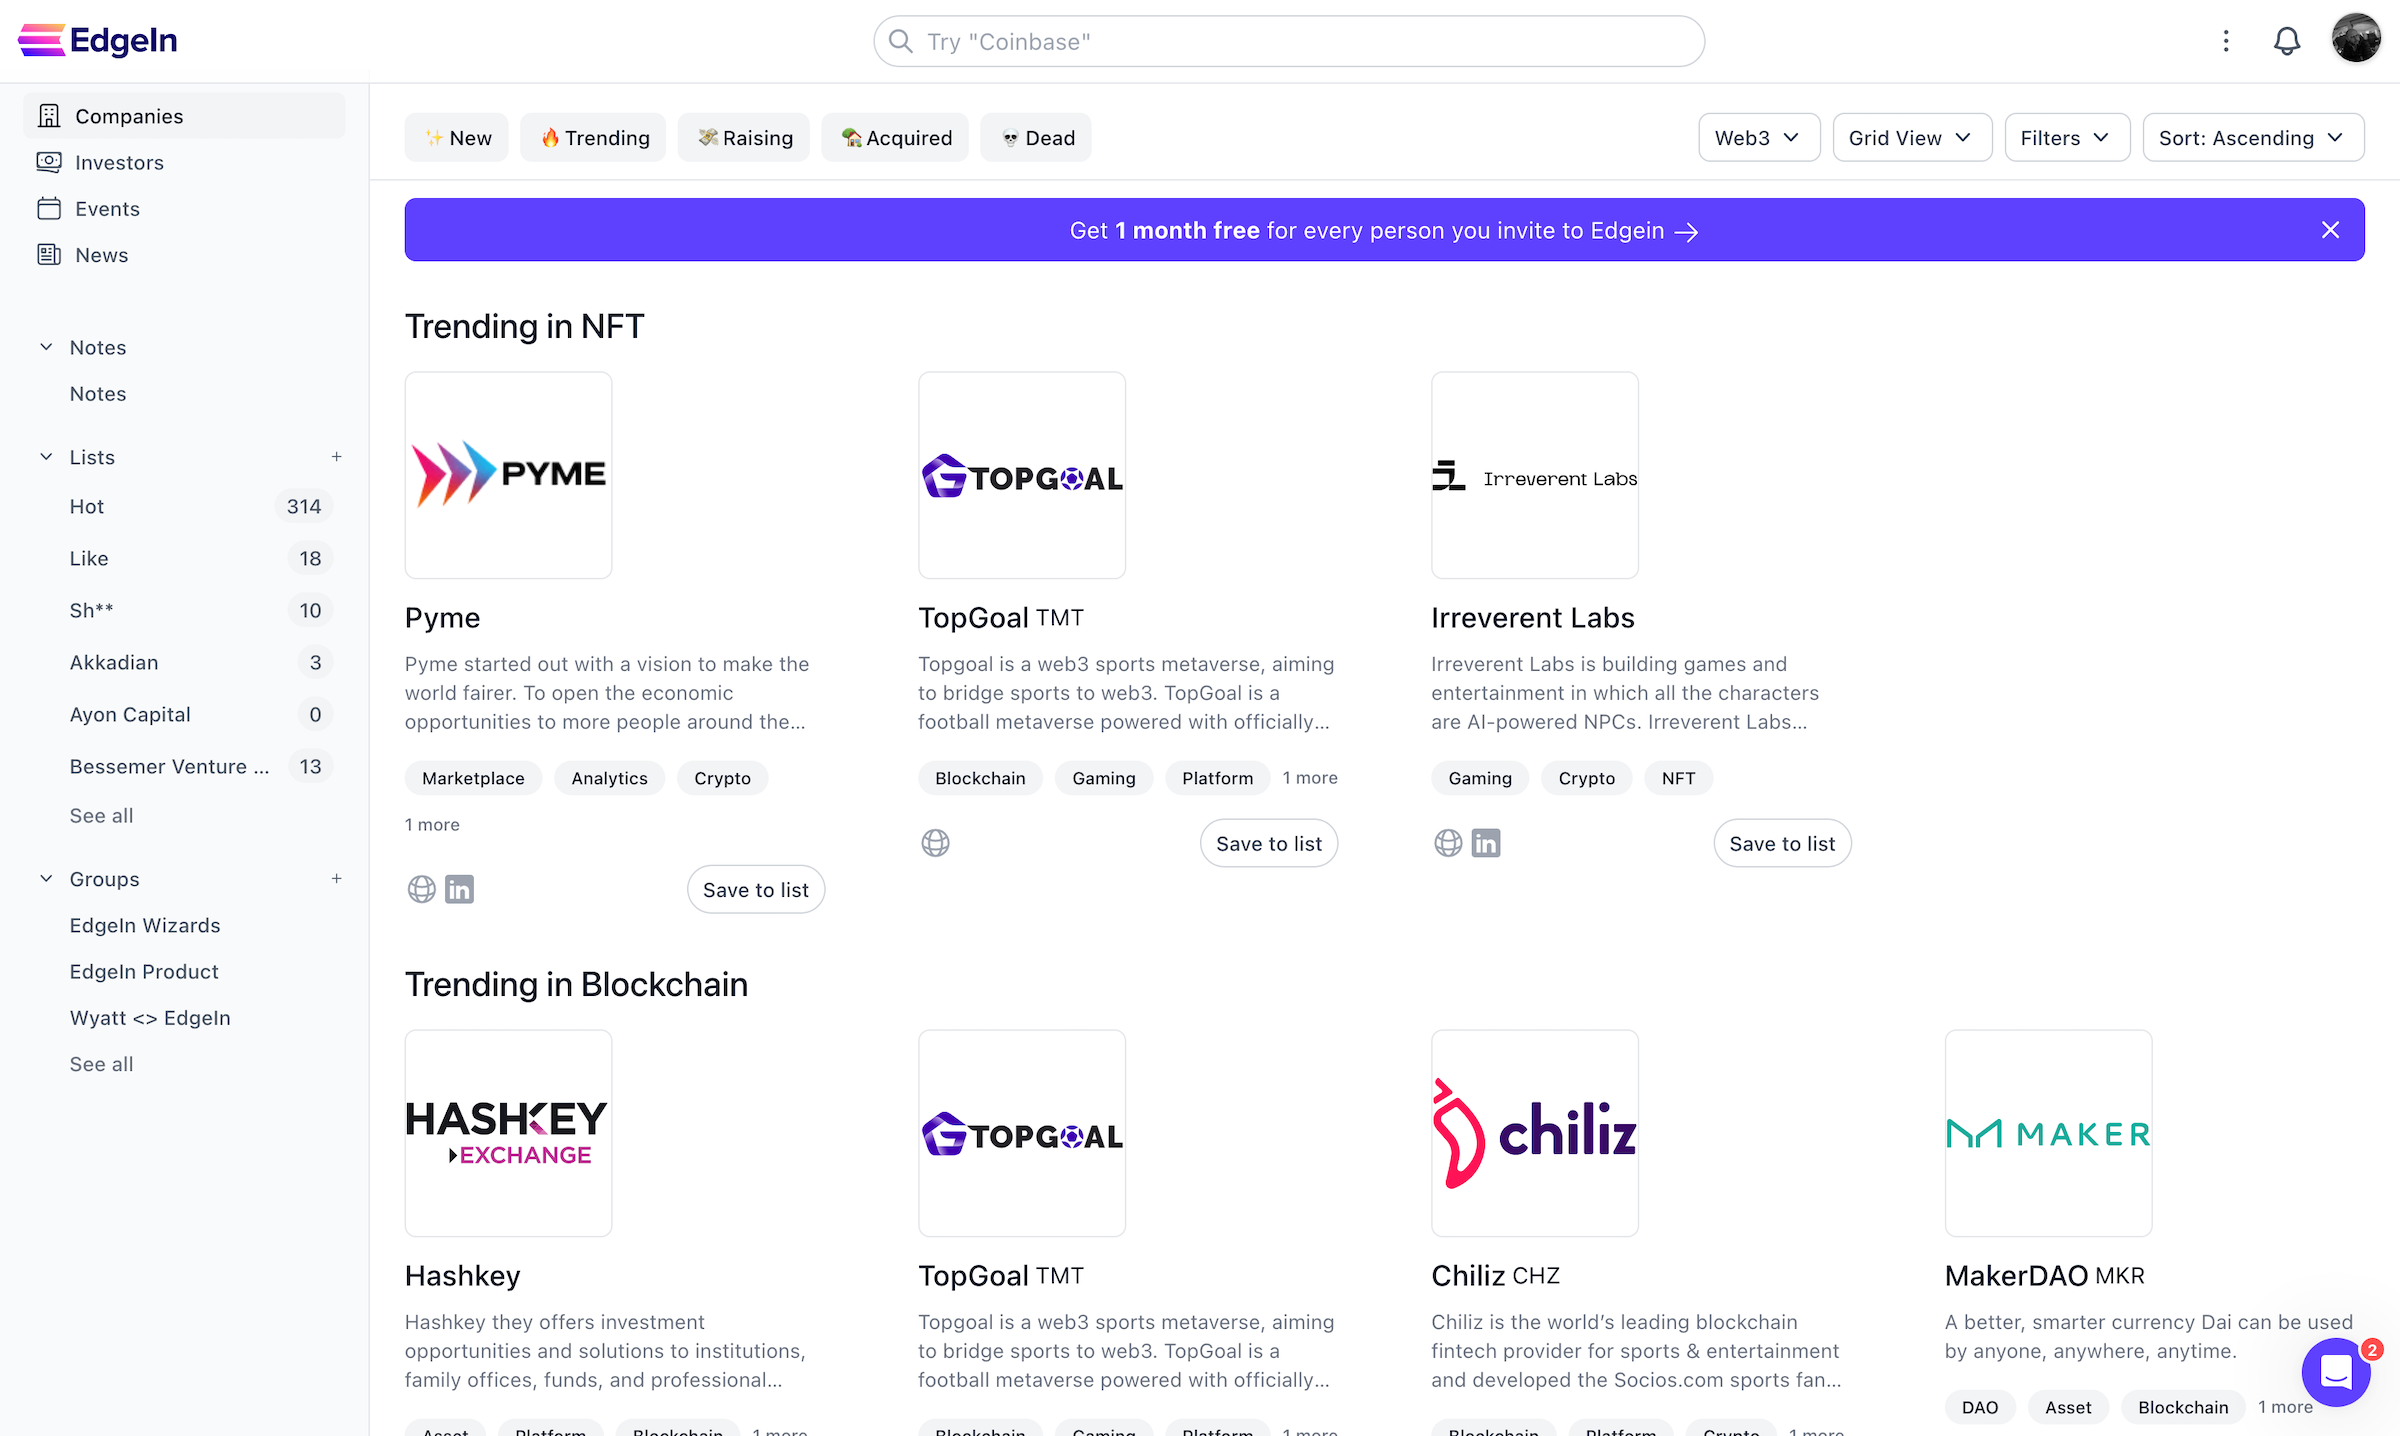 EdgeIn
Try "Coinbase"
Companies
Investors
Events
News
Notes
Notes
Lists
+
Hot 314
Like 18
Sh** 10
Akkadian 3
Ayon Capital 0
Bessemer Venture ... 13
See all
Groups
+
EdgeIn Wizards
EdgeIn Product
Wyatt <> EdgeIn
See all
✨ New 🔥 Trending 💸 Raising 🏡 Acquired 💀 Dead
Web3 Grid View Filters Sort: Ascending
Get 1 month free for every person you invite to Edgein →
Trending in NFT
PYME
Pyme
Pyme started out with a vision to make the
world fairer. To open the economic
opportunities to more people around the...
Marketplace Analytics Crypto
1 more
in
Save to list
TOPGOAL
TopGoal TMT
Topgoal is a web3 sports metaverse, aiming
to bridge sports to web3. TopGoal is a
football metaverse powered with officially...
Blockchain Gaming Platform 1 more
Save to list
Irreverent Labs
Irreverent Labs
Irreverent Labs is building games and
entertainment in which all the characters
are AI-powered NPCs. Irreverent Labs...
Gaming Crypto NFT
in
Save to list
Trending in Blockchain
HASHKEY
EXCHANGE
Hashkey
Hashkey they offers investment
opportunities and solutions to institutions,
family offices, funds, and professional...
Asset Platform Blockchain 1 more
TOPGOAL
TopGoal TMT
Topgoal is a web3 sports metaverse, aiming
to bridge sports to web3. TopGoal is a
football metaverse powered with officially...
Blockchain Gaming Platform 1 more
chiliz
Chiliz CHZ
Chiliz is the world's leading blockchain
fintech provider for sports & entertainment
and developed the Socios.com sports fan...
Blockchain Platform Crypto 1 more
MAKER
MakerDAO MKR
A better, smarter currency Dai can be used
by anyone, anywhere, anytime.
DAO Asset Blockchain 1 more
2